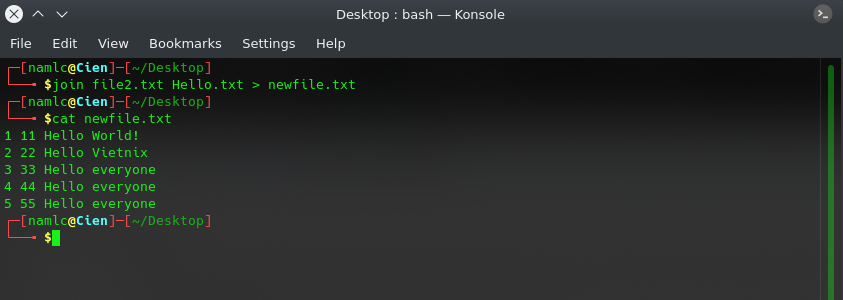 Desktop : bash — Konsole
File Edit View Bookmarks Settings Help
┌─[namlc@Cien]─[~/Desktop]
└──╼ $join file2.txt Hello.txt > newfile.txt
┌─[namlc@Cien]─[~/Desktop]
└──╼ $cat newfile.txt
1 11 Hello World!
2 22 Hello Vietnix
3 33 Hello everyone
4 44 Hello everyone
5 55 Hello everyone
┌─[namlc@Cien]─[~/Desktop]
└──╼ $